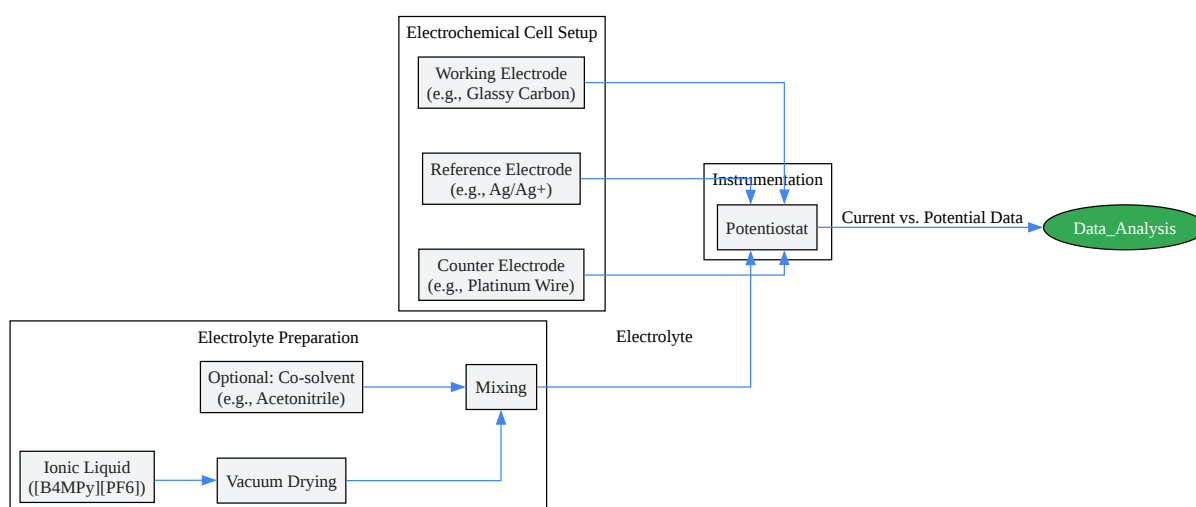 Electrochemical Cell Setup
Working Electrode
(e.g., Glassy Carbon)
Reference Electrode
(e.g., Ag/Ag+)
Counter Electrode
(e.g., Platinum Wire)
Instrumentation
Potentiostat
Current vs. Potential Data
Data_Analysis
Electrolyte
Electrolyte Preparation
Optional: Co-solvent
(e.g., Acetonitrile)
Mixing
Ionic Liquid
([B4MPy][PF6])
Vacuum Drying